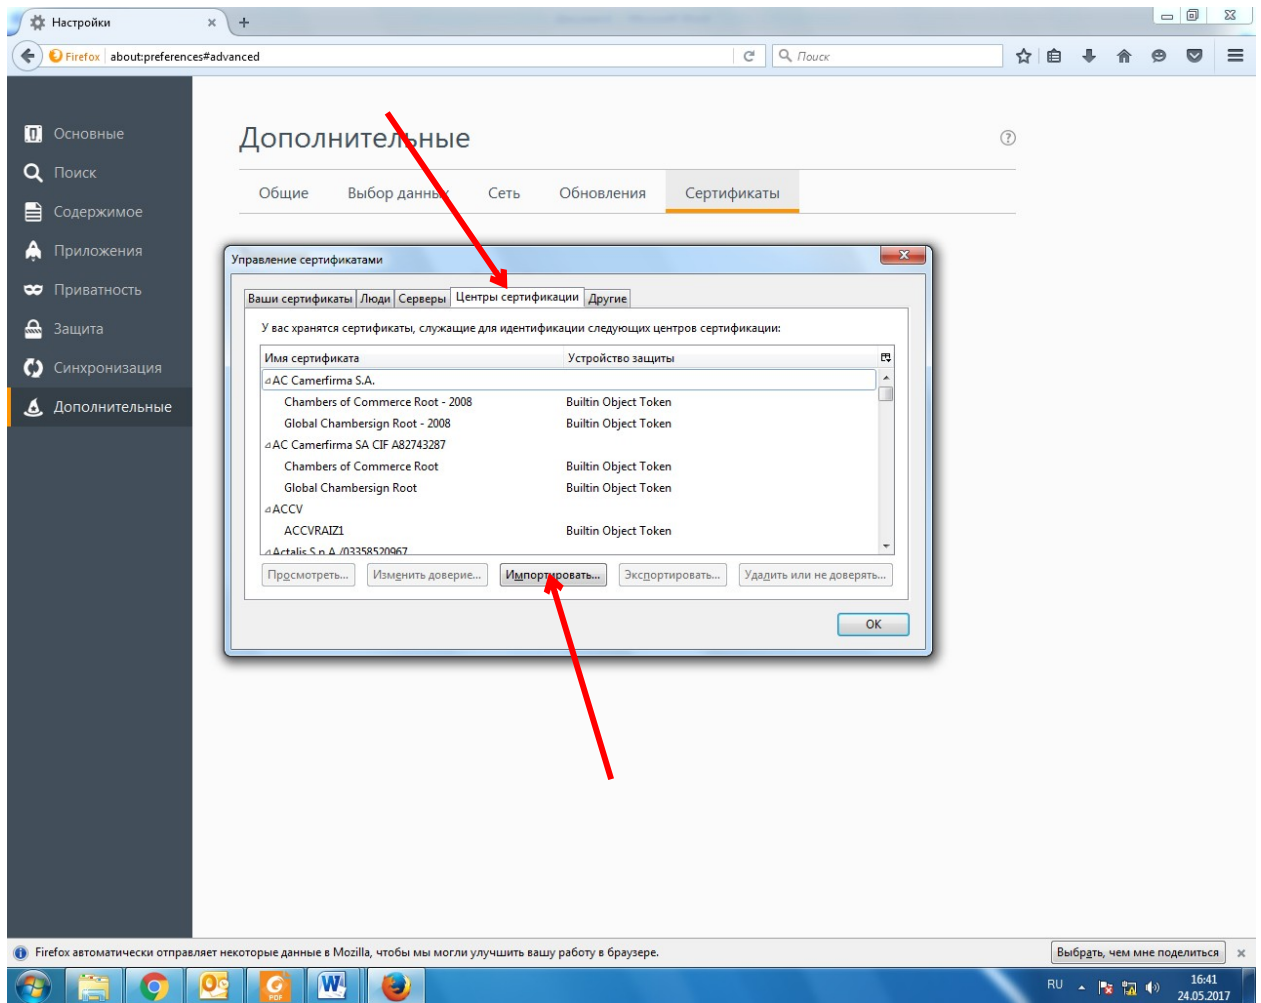 Настройки
Firefox about:preferences#advanced
Поиск
Основные
Поиск
Содержимое
Приложения
Приватность
Защита
Синхронизация
Дополнительные
Дополнительные
Общие Выбор данных Сеть Обновления Сертификаты
Управление сертификатами
Ваши сертификаты Люди Серверы Центры сертификации Другие
У вас хранятся сертификаты, служащие для идентификации следующих центров сертификации:
Имя сертификата Устройство защиты
AC Camerfirma S.A.
Chambers of Commerce Root - 2008 Builtin Object Token
Global Chambersign Root - 2008 Builtin Object Token
AC Camerfirma SA CIF A82743287
Chambers of Commerce Root Builtin Object Token
Global Chambersign Root Builtin Object Token
ACCV
ACCVRAIZ1 Builtin Object Token
Actalis S.p.A./03358520967
Просмотреть... Изменить доверие... Импортировать... Экспортировать... Удалить или не доверять...
OK
Firefox автоматически отправляет некоторые данные в Mozilla, чтобы мы могли улучшить вашу работу в браузере.
Выбрать, чем мне поделиться
RU 16:41
24.05.2017